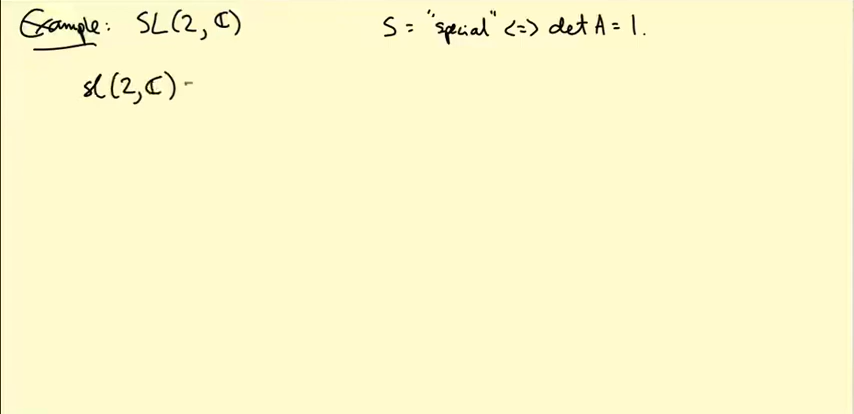 Example: SL(2, ℂ) S = "special" <=> det A = 1.
sl(2, ℂ) -